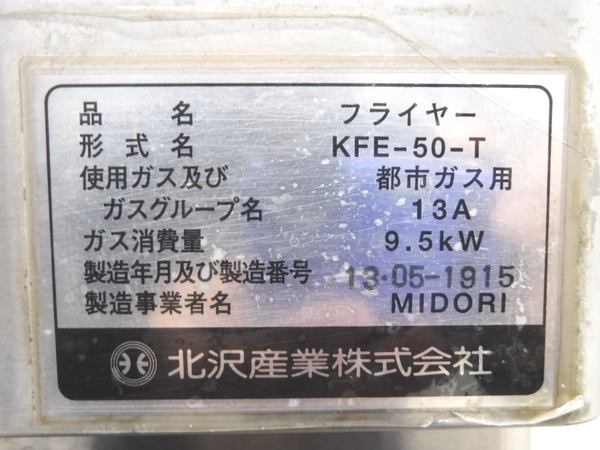 品名 フライヤー
形式名 KFE-50-T
使用ガス及び 都市ガス用
ガスグループ名 13A
ガス消費量 9.5kW
製造年月及び製造番号 13・05-1915
製造事業者名 MIDORI
北沢産業株式会社